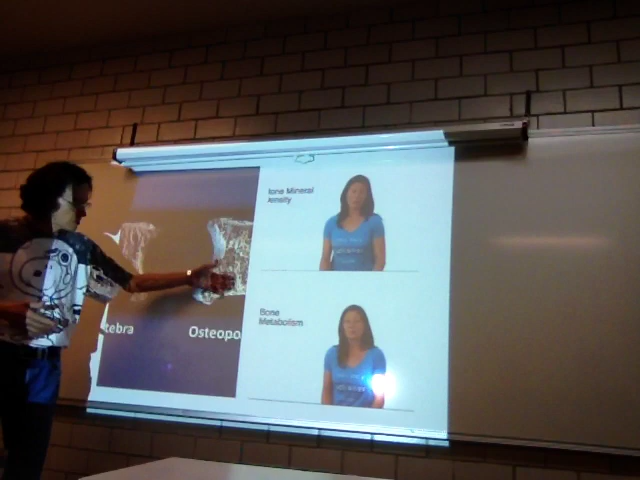 tebra
Osteopo
Bone Mineral
Density
Bone
Metabolism